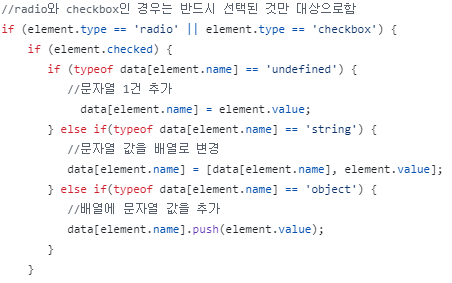 //radio와 checkbox인 경우는 반드시 선택된 것만 대상으로함
if (element.type == 'radio' || element.type == 'checkbox') {
if (element.checked) {
if (typeof data[element.name] == 'undefined') {
//문자열 1건 추가
data[element.name] = element.value;
} else if(typeof data[element.name] == 'string') {
//문자열 값을 배열로 변경
data[element.name] = [data[element.name], element.value];
} else if(typeof data[element.name] == 'object') {
//배열에 문자열 값을 추가
data[element.name].push(element.value);
}
}